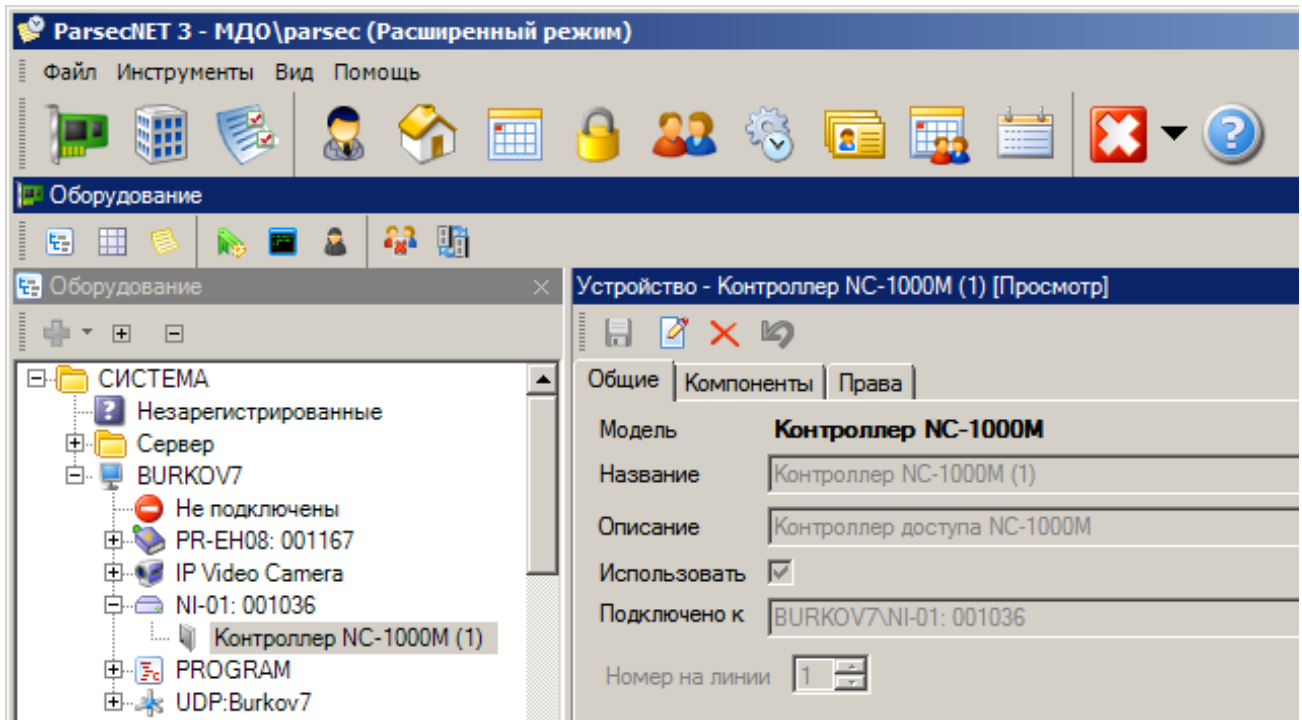 ParsecNET 3 - МДО\parsec (Расширенный режим)
Файл Инструменты Вид Помощь
Оборудование
Оборудование
СИСТЕМА
Незарегистрированные
Сервер
BURKOV7
Не подключены
PR-EH08: 001167
IP Video Camera
NI-01: 001036
Контроллер NC-1000M (1)
PROGRAM
UDP:Burkov7
Устройство - Контроллер NC-1000M (1) [Просмотр]
Общие Компоненты Права
Модель Контроллер NC-1000M
Название Контроллер NC-1000M (1)
Описание Контроллер доступа NC-1000M
Использовать
Подключено к BURKOV7\NI-01: 001036
Номер на линии 1